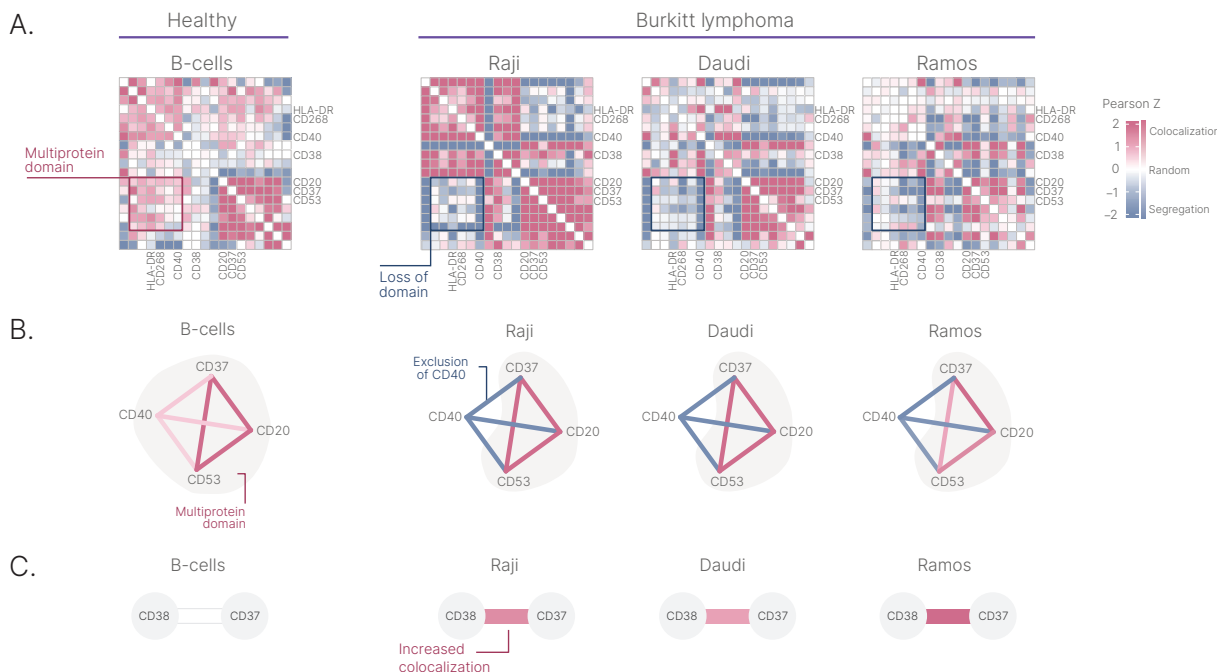 A.
Healthy
Burkitt lymphoma
B-cells
Raji
Daudi
Ramos
HLA-DR
CD268
CD40
CD38
CD20
CD37
CD53
HLA-DR
CD268
CD40
CD38
CD20
CD37
CD53
HLA-DR
CD268
CD40
CD38
CD20
CD37
CD53
HLA-DR
CD268
CD40
CD38
CD20
CD37
CD53
Multiprotein
domain
Loss of
domain
HLA-DR
CD268
CD40
CD38
CD20
CD37
CD53
HLA-DR
CD268
CD40
CD38
CD20
CD37
CD53
HLA-DR
CD268
CD40
CD38
CD20
CD37
CD53
HLA-DR
CD268
CD40
CD38
CD20
CD37
CD53
Pearson Z
2
1
0
−1
−2
Colocalization
Random
Segregation
B.
B-cells
CD37
CD40
CD20
CD53
Multiprotein
domain
Raji
Exclusion
of CD40
CD37
CD40
CD20
CD53
Daudi
CD37
CD40
CD20
CD53
Ramos
CD37
CD40
CD20
CD53
C.
B-cells
CD38
CD37
Raji
CD38
CD37
Increased
colocalization
Daudi
CD38
CD37
Ramos
CD38
CD37